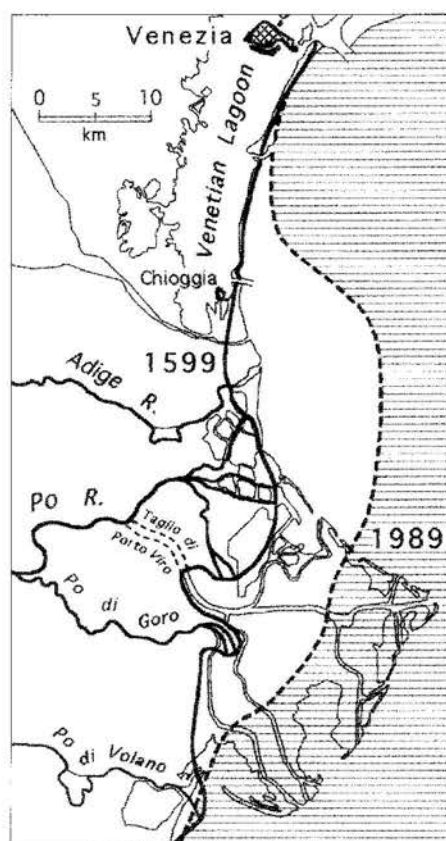 Venezia
0 5 10
km
Venetian Lagoon
Chioggia
1599
Adige R.
Po R.
Taglio di
Porto Viro
1989
Po di Goro
Po di Volano